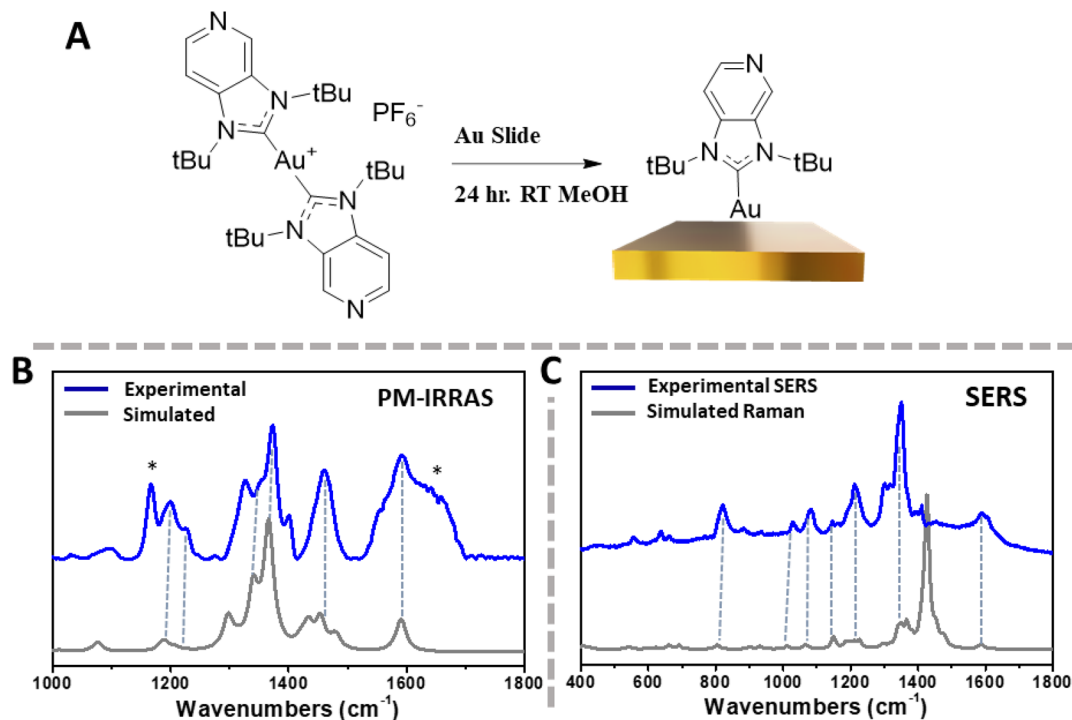 A
N
N
tBu
N
tBu
PF6-
Au+
tBu
N
N
tBu
N
Au Slide
24 hr. RT MeOH
N
N
N
tBu
tBu
Au
B
Experimental
Simulated
PM-IRRAS
*
*
1000
1200
1400
1600
1800
Wavenumbers (cm-1)
C
Experimental SERS
Simulated Raman
SERS
400
600
800
1000
1200
1400
1600
1800
Wavenumbers (cm-1)